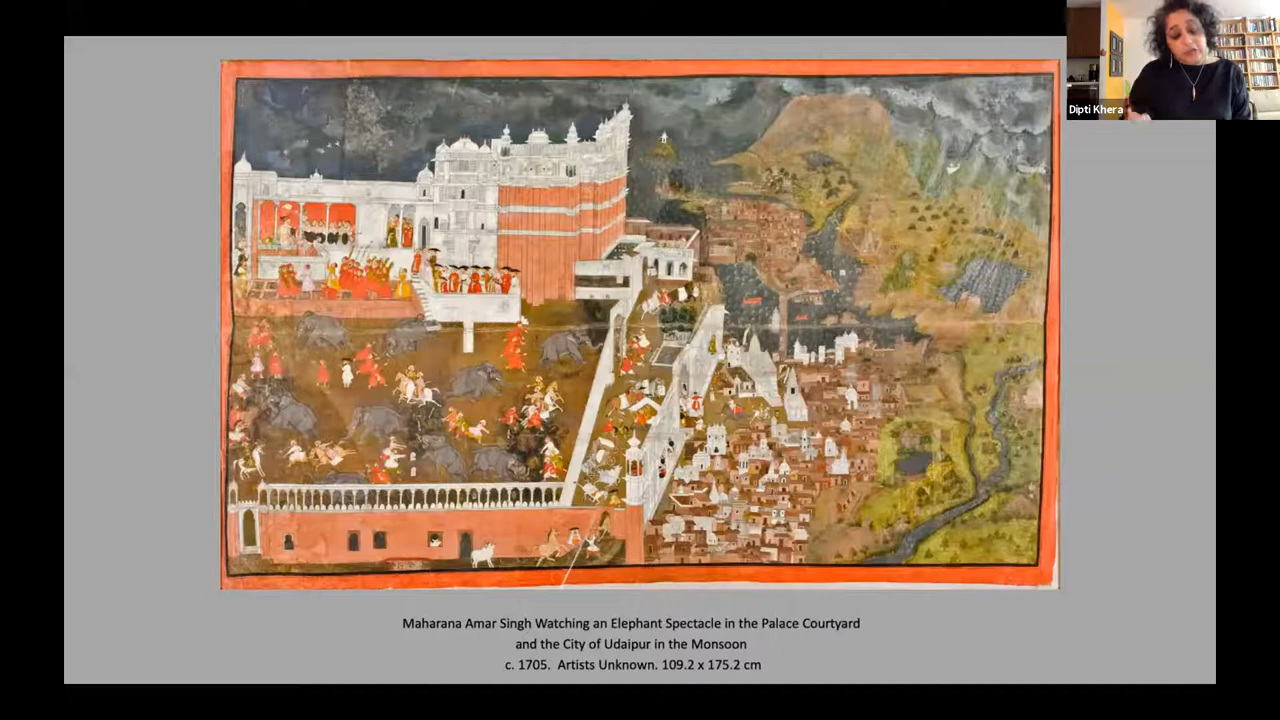 Dipti Khera
Maharana Amar Singh Watching an Elephant Spectacle in the Palace Courtyard
and the City of Udaipur in the Monsoon
c. 1705.  Artists Unknown. 109.2 x 175.2 cm